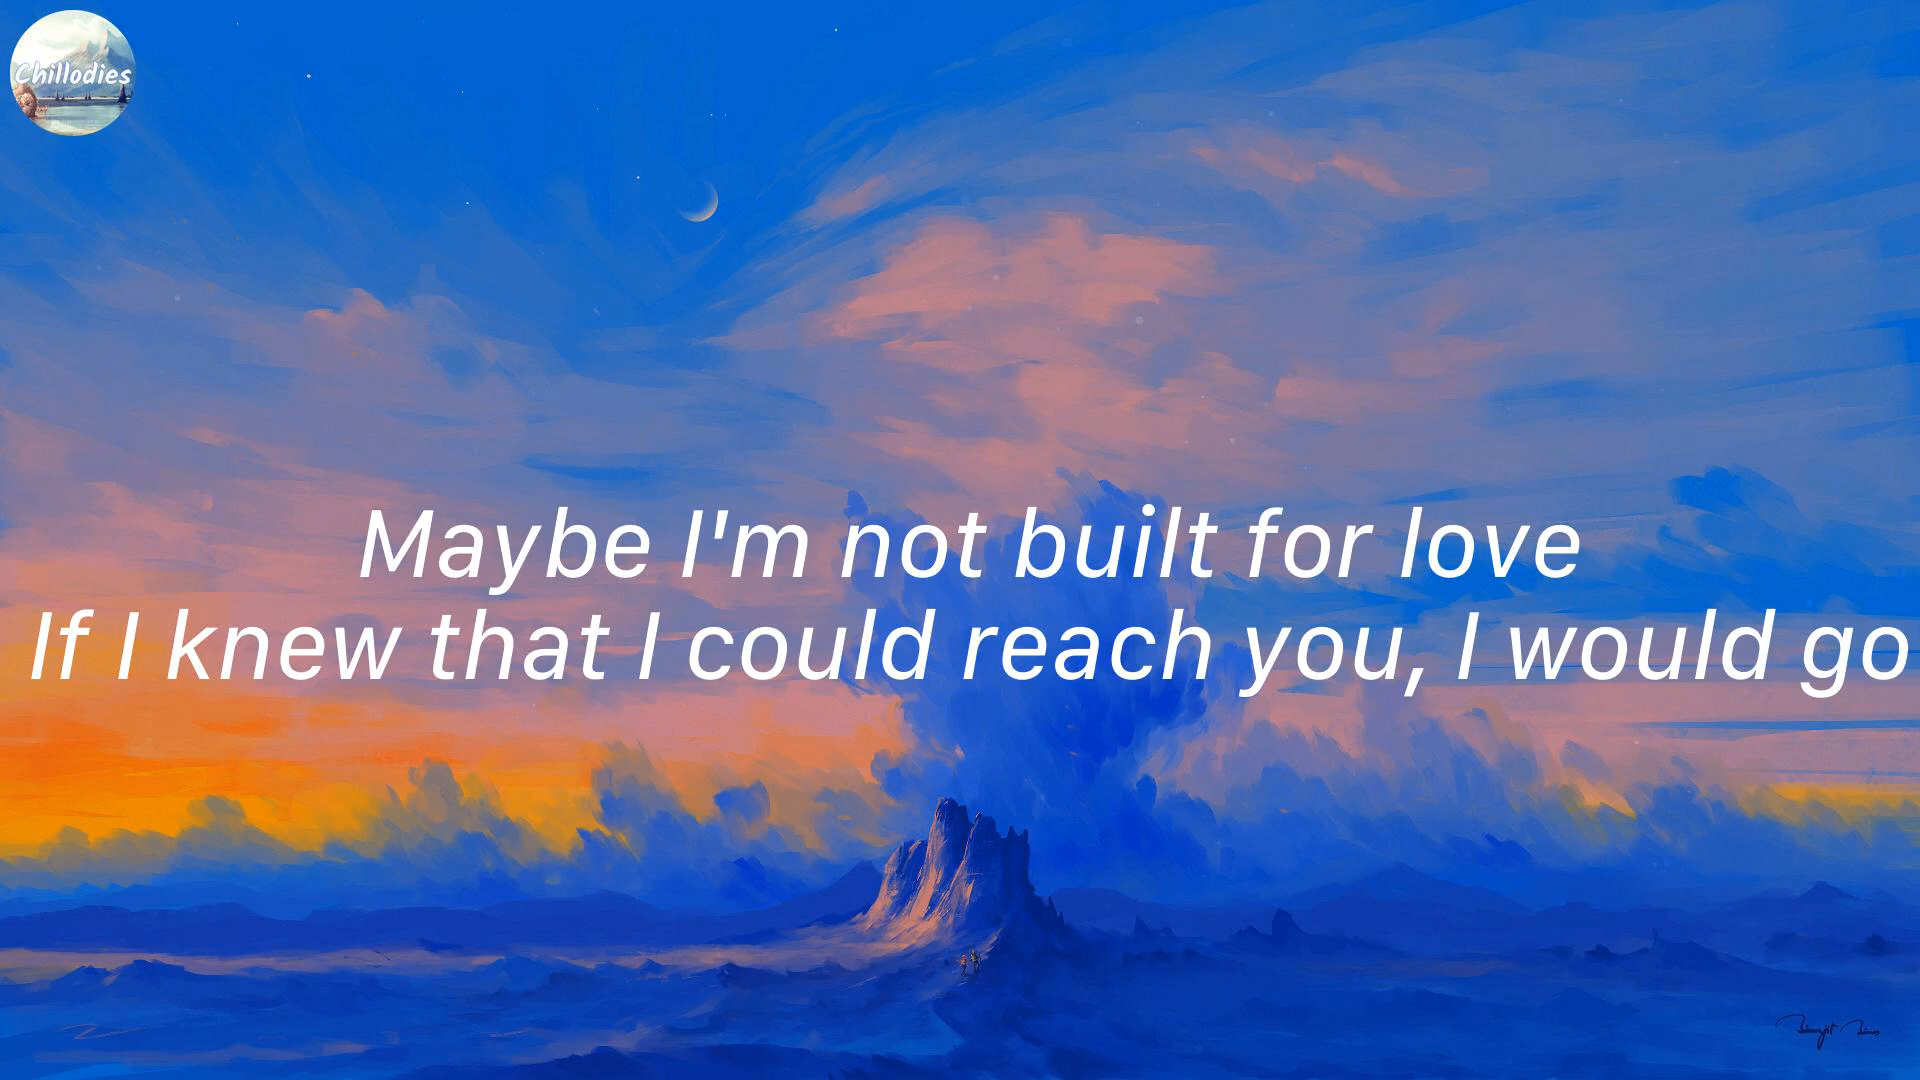 Chillodies
Maybe I'm not built for love
If I knew that I could reach you, I would go